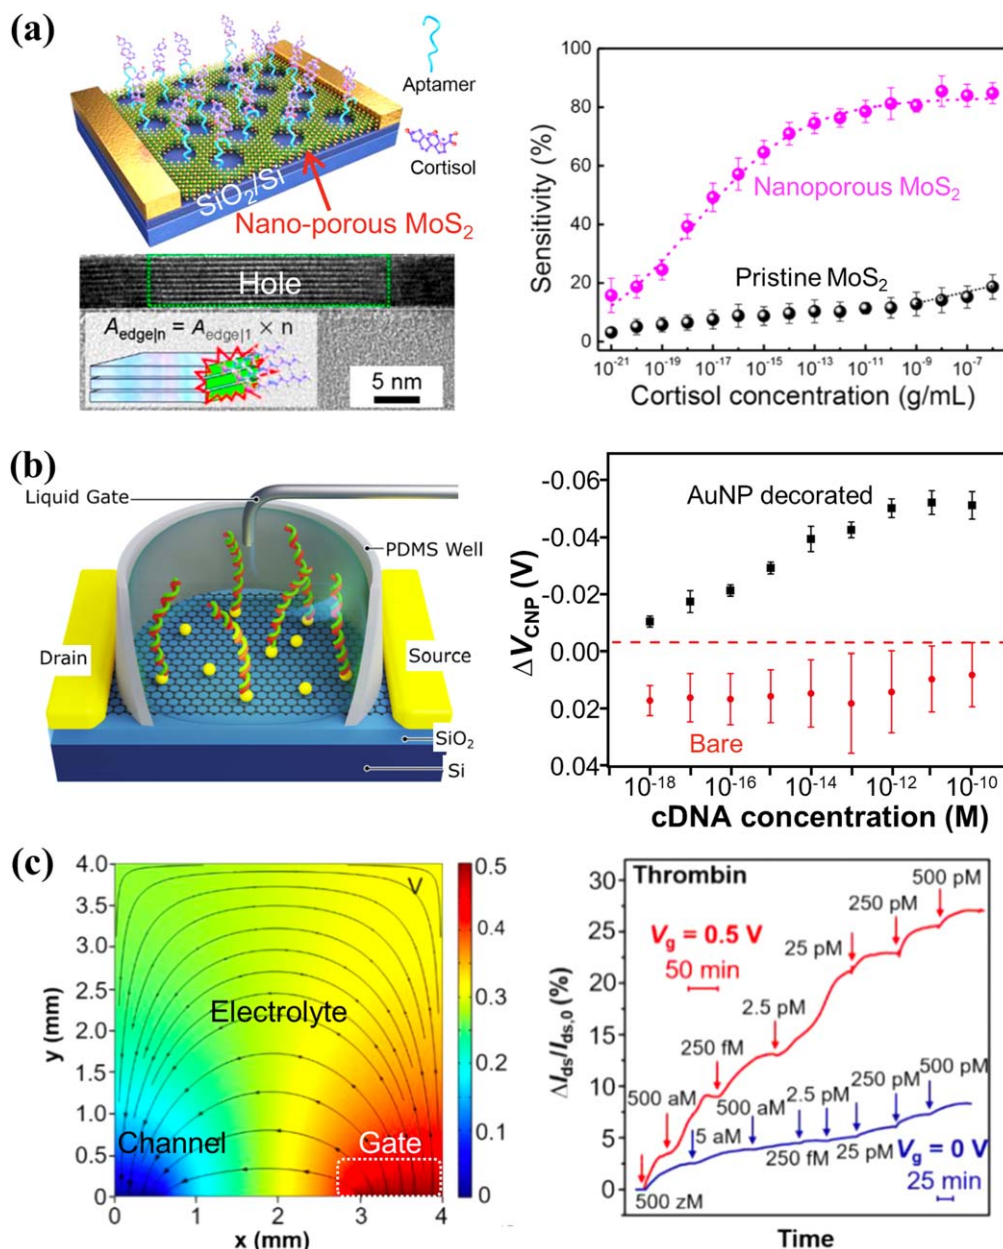 (a)
Aptamer
Cortisol
SiO₂/Si
Nano-porous MoS₂
Hole
A_edge|n = A_edge|1 × n
5 nm
100
80
60
40
20
0
Sensitivity (%)
Nanoporous MoS₂
Pristine MoS₂
10⁻²¹ 10⁻¹⁹ 10⁻¹⁷ 10⁻¹⁵ 10⁻¹³ 10⁻¹¹ 10⁻⁹ 10⁻⁷
Cortisol concentration (g/mL)
(b)
Liquid Gate
PDMS Well
Drain
Source
SiO₂
Si
-0.06
-0.04
-0.02
0.00
0.02
0.04
ΔV_CNP (V)
AuNP decorated
Bare
10⁻¹⁸ 10⁻¹⁶ 10⁻¹⁴ 10⁻¹² 10⁻¹⁰
cDNA concentration (M)
(c)
4.0
3.5
3.0
2.5
2.0
1.5
1.0
0.5
0
y (mm)
V
Electrolyte
Channel
Gate
0 1 2 3 4
x (mm)
0.5
0.4
0.3
0.2
0.1
0
30
25
20
15
10
5
0
ΔI_ds/I_ds,0 (%)
Thrombin
V_g = 0.5 V
50 min
500 zM
500 aM
250 fM
2.5 pM
25 pM
250 pM
500 pM
5 aM
500 aM
250 fM
2.5 pM
25 pM
250 pM
500 pM
V_g = 0 V
25 min
Time